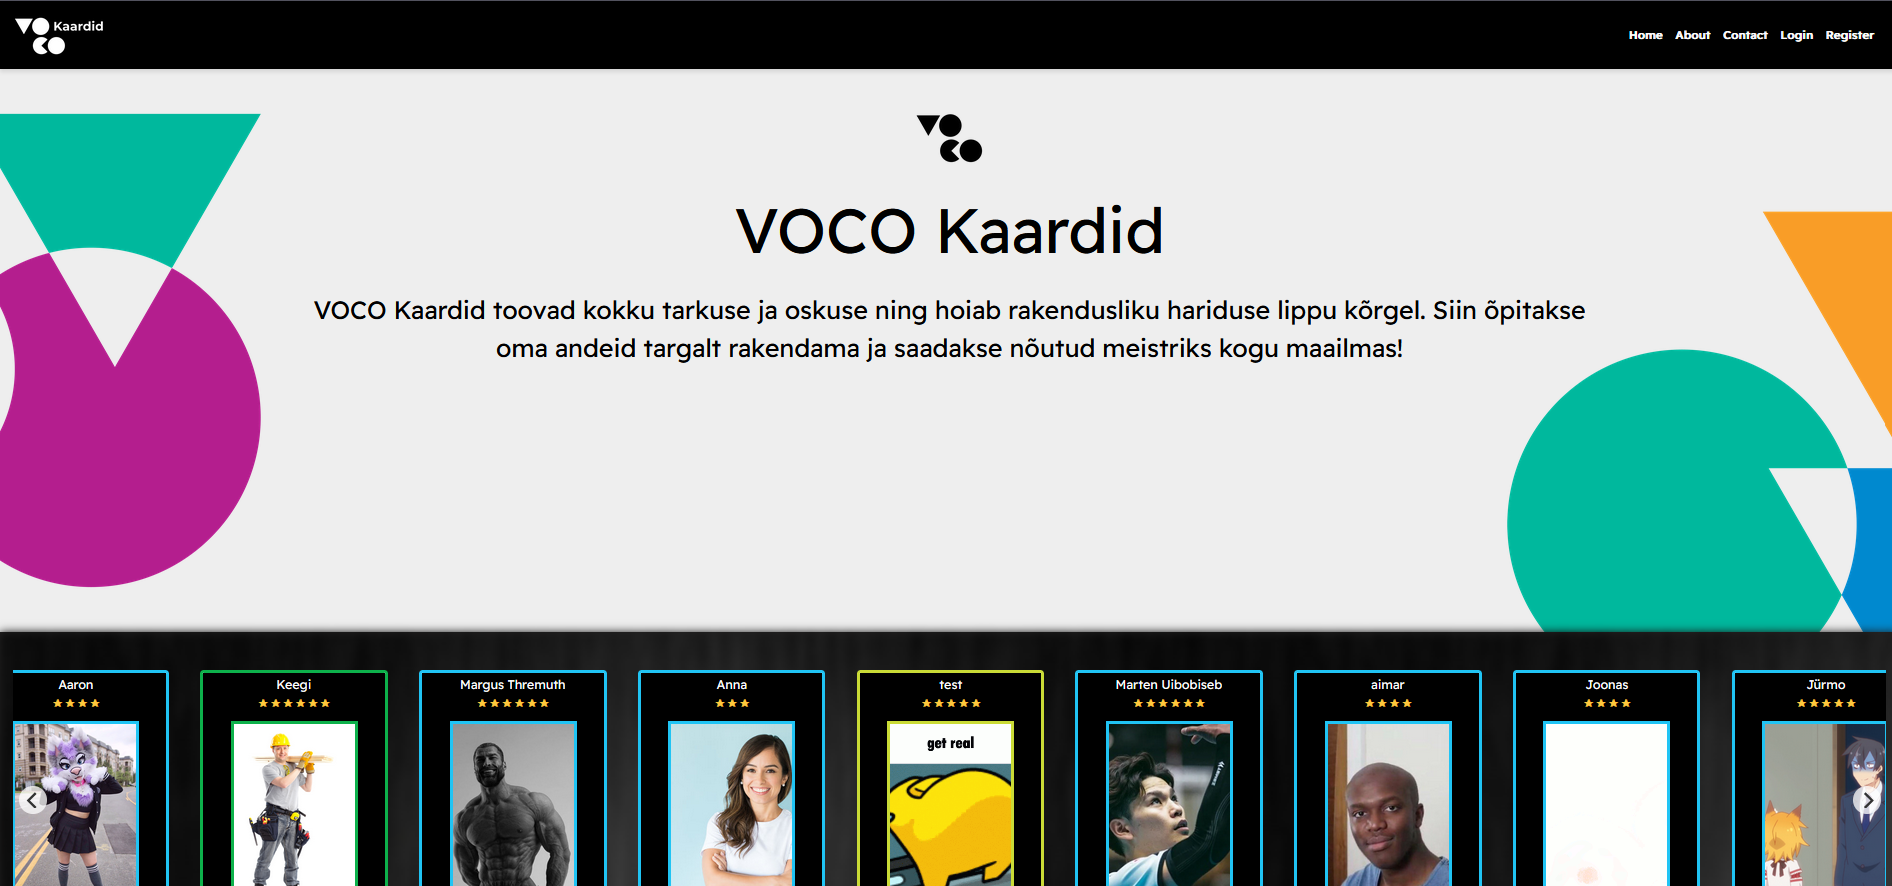 VOCO Kaardid
Home About Contact Login Register
VOCO
VOCO Kaardid
VOCO Kaardid toovad kokku tarkuse ja oskuse ning hoiab rakendusliku hariduse lippu kõrgel. Siin õpitakse
oma andeid targalt rakendama ja saadakse nõutud meistriks kogu maailmas!
Aaron
Keegi
Margus Thremuth
Anna
test
Marten Uibobiseb
aimar
Joonas
Jürmo
get real